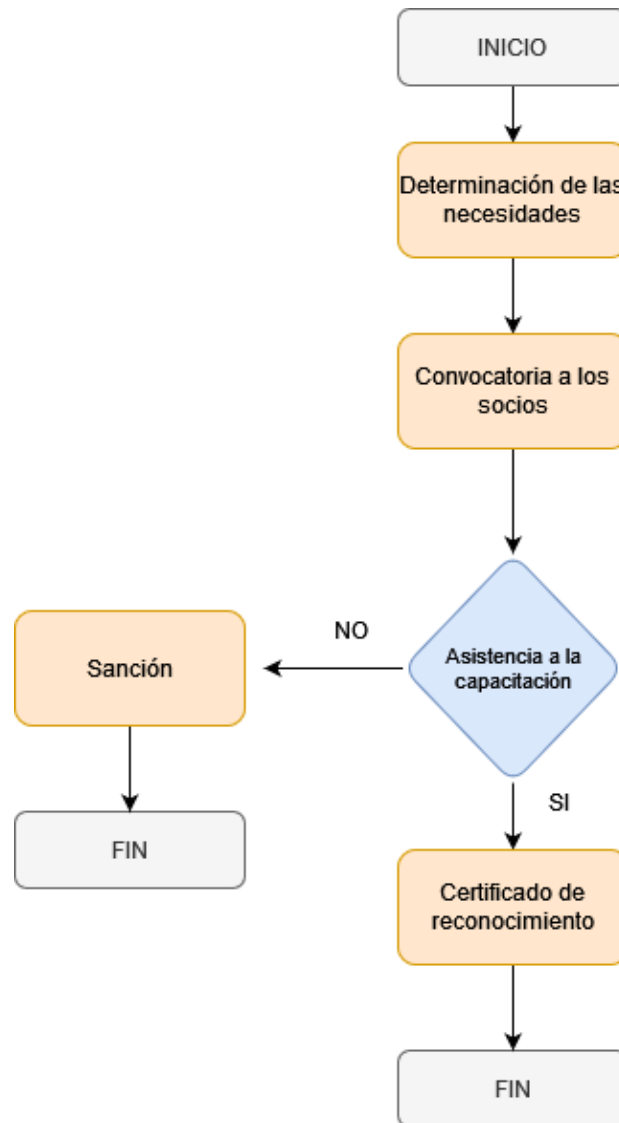 INICIO
Determinación de las
necesidades
Convocatoria a los
socios
Asistencia a la
capacitación
NO
Sanción
FIN
SI
Certificado de
reconocimiento
FIN